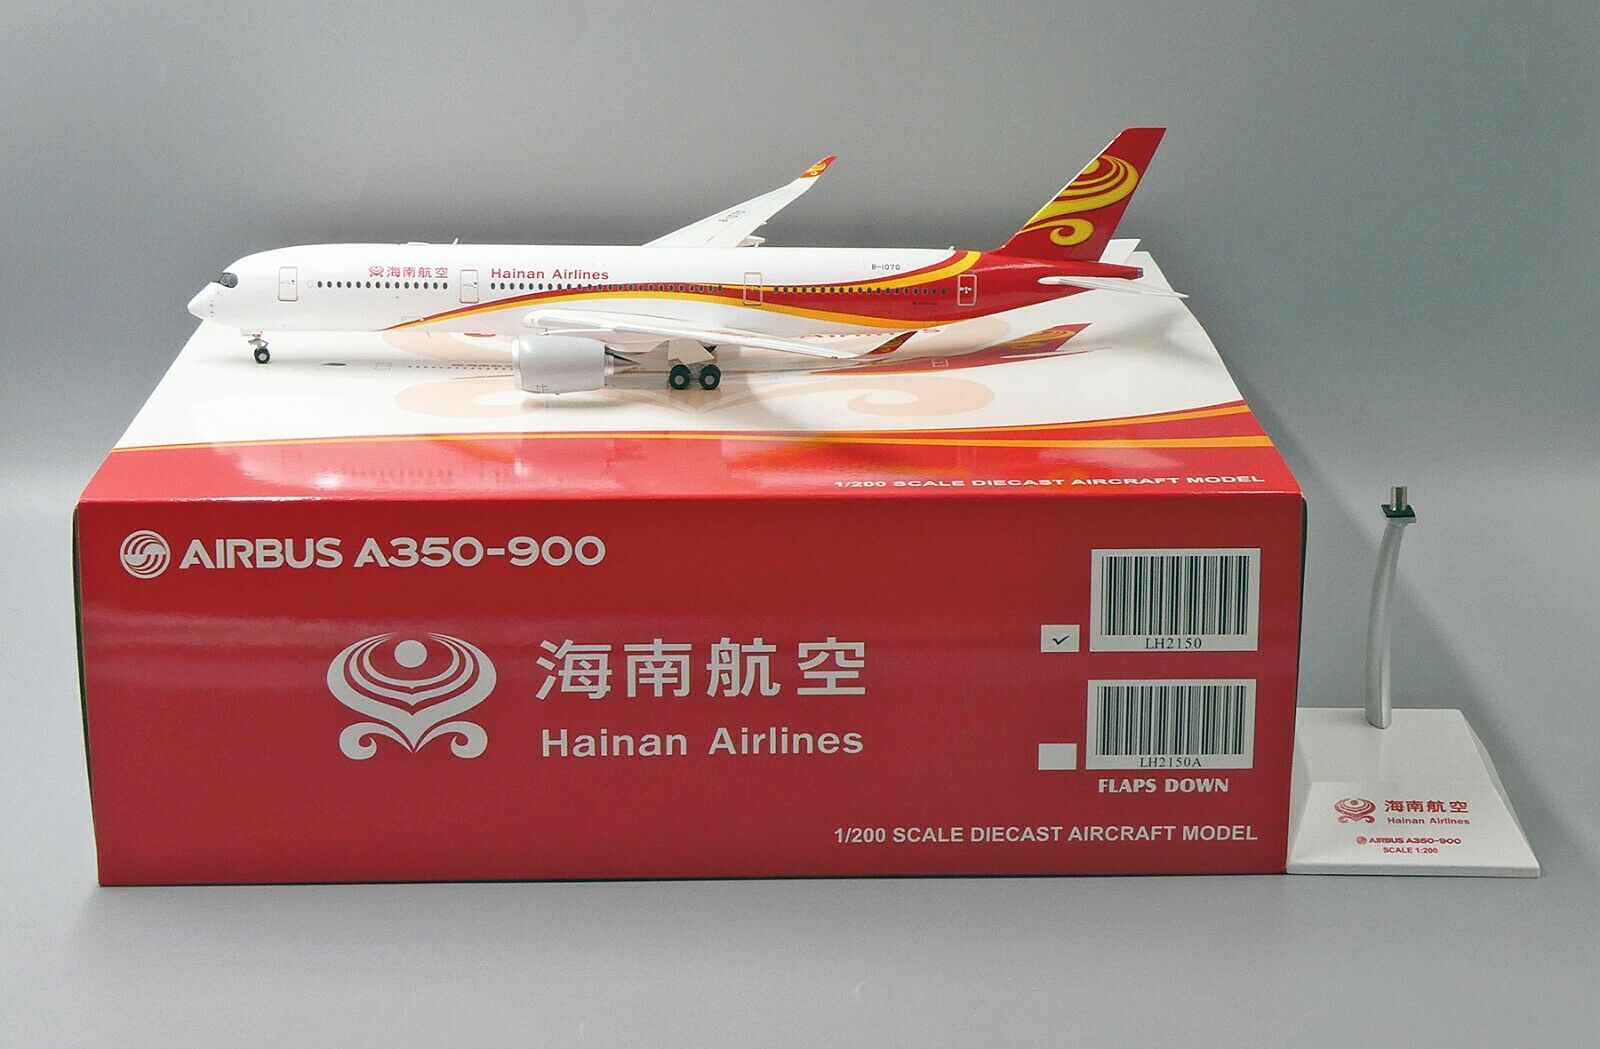 B-1070
海南航空 Hainan Airlines B-1070
1/200 SCALE DIECAST AIRCRAFT MODEL
AIRBUS A350-900
海南航空
Hainan Airlines
LH2150
LH2150A
FLAPS DOWN
1/200 SCALE DIECAST AIRCRAFT MODEL
海南航空
Hainan Airlines
AIRBUS A350-900
SCALE 1:200